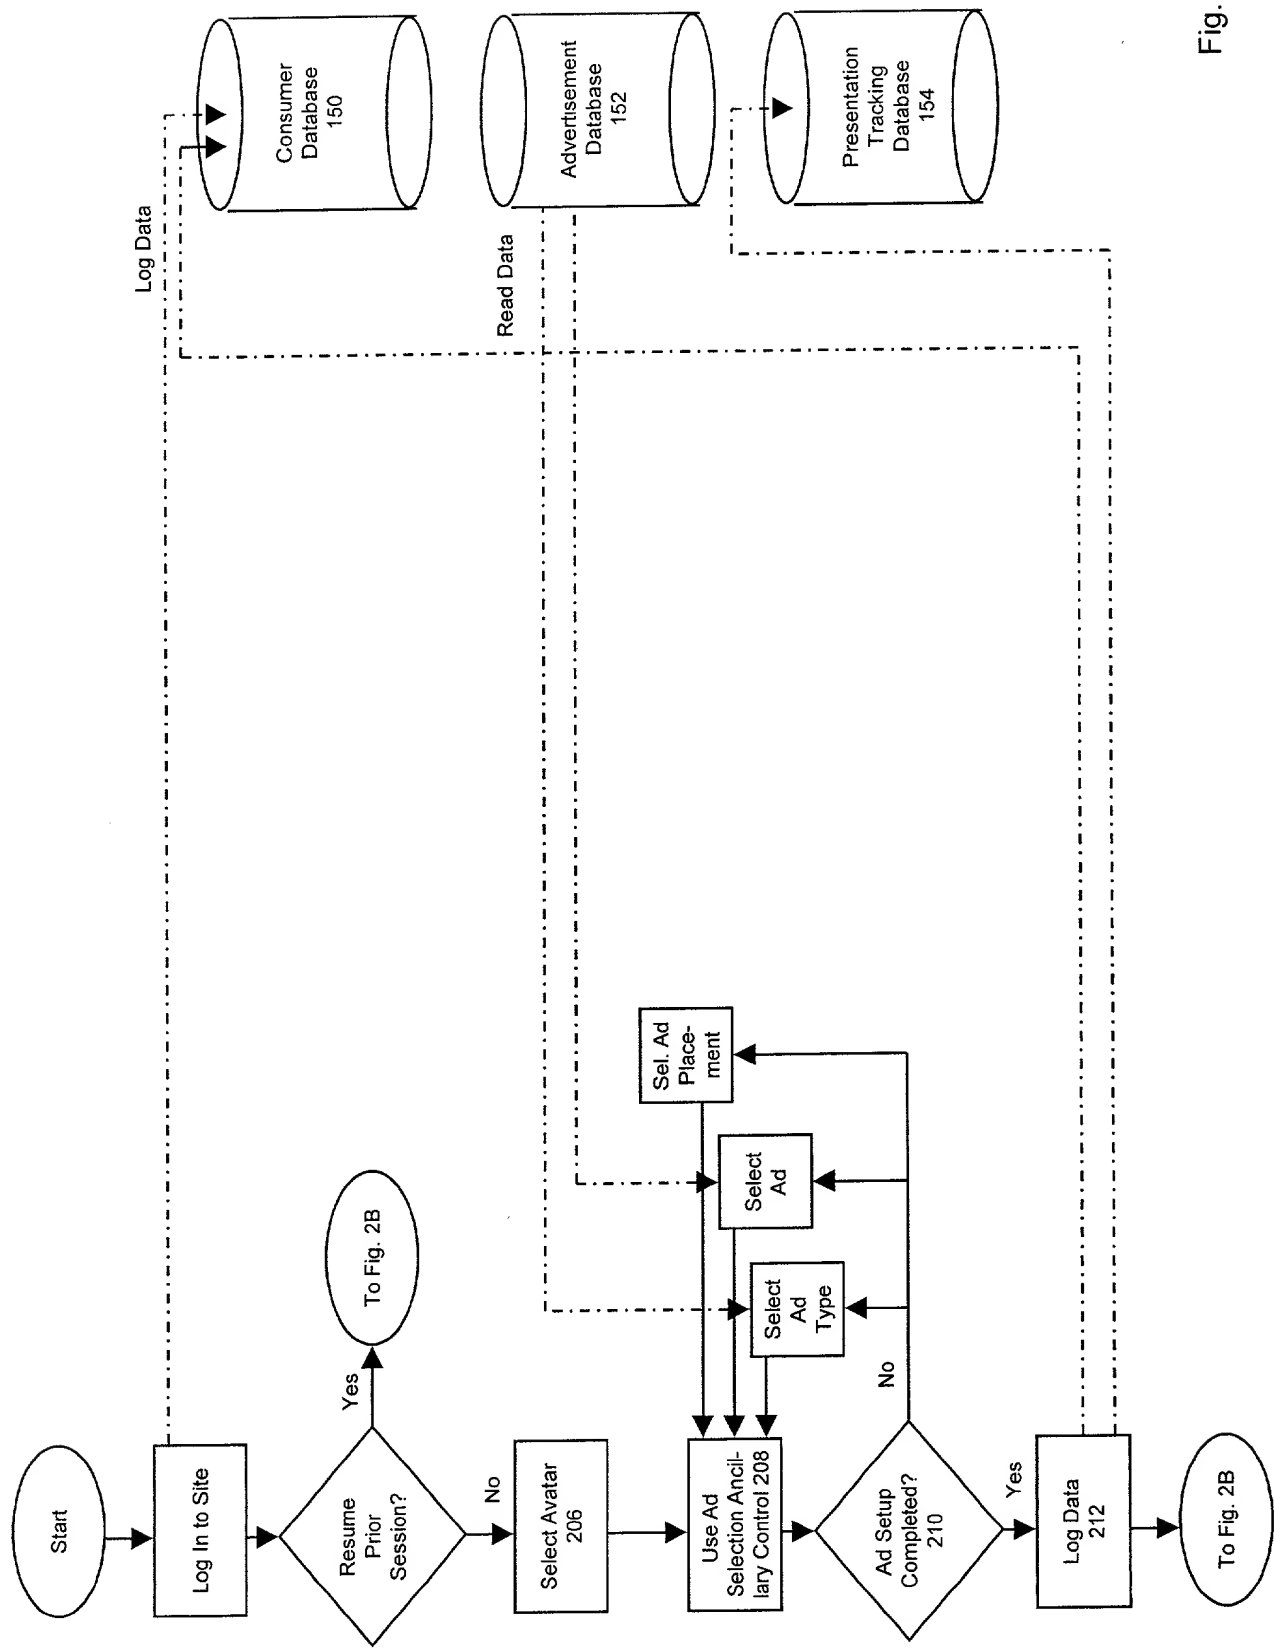 Start
Log In to Site
Resume
Prior
Session?
Yes
To Fig. 2B
No
Select Avatar
206
Use Ad
Selection Ancil-
lary Control 208
Select
Ad
Type
Select
Ad
Sel. Ad
Place-
ment
Ad Setup
Completed?
210
No
Yes
Log Data
212
To Fig. 2B
Log Data
Read Data
Consumer
Database
150
Advertisement
Database
152
Presentation
Tracking
Database
154
Fig.